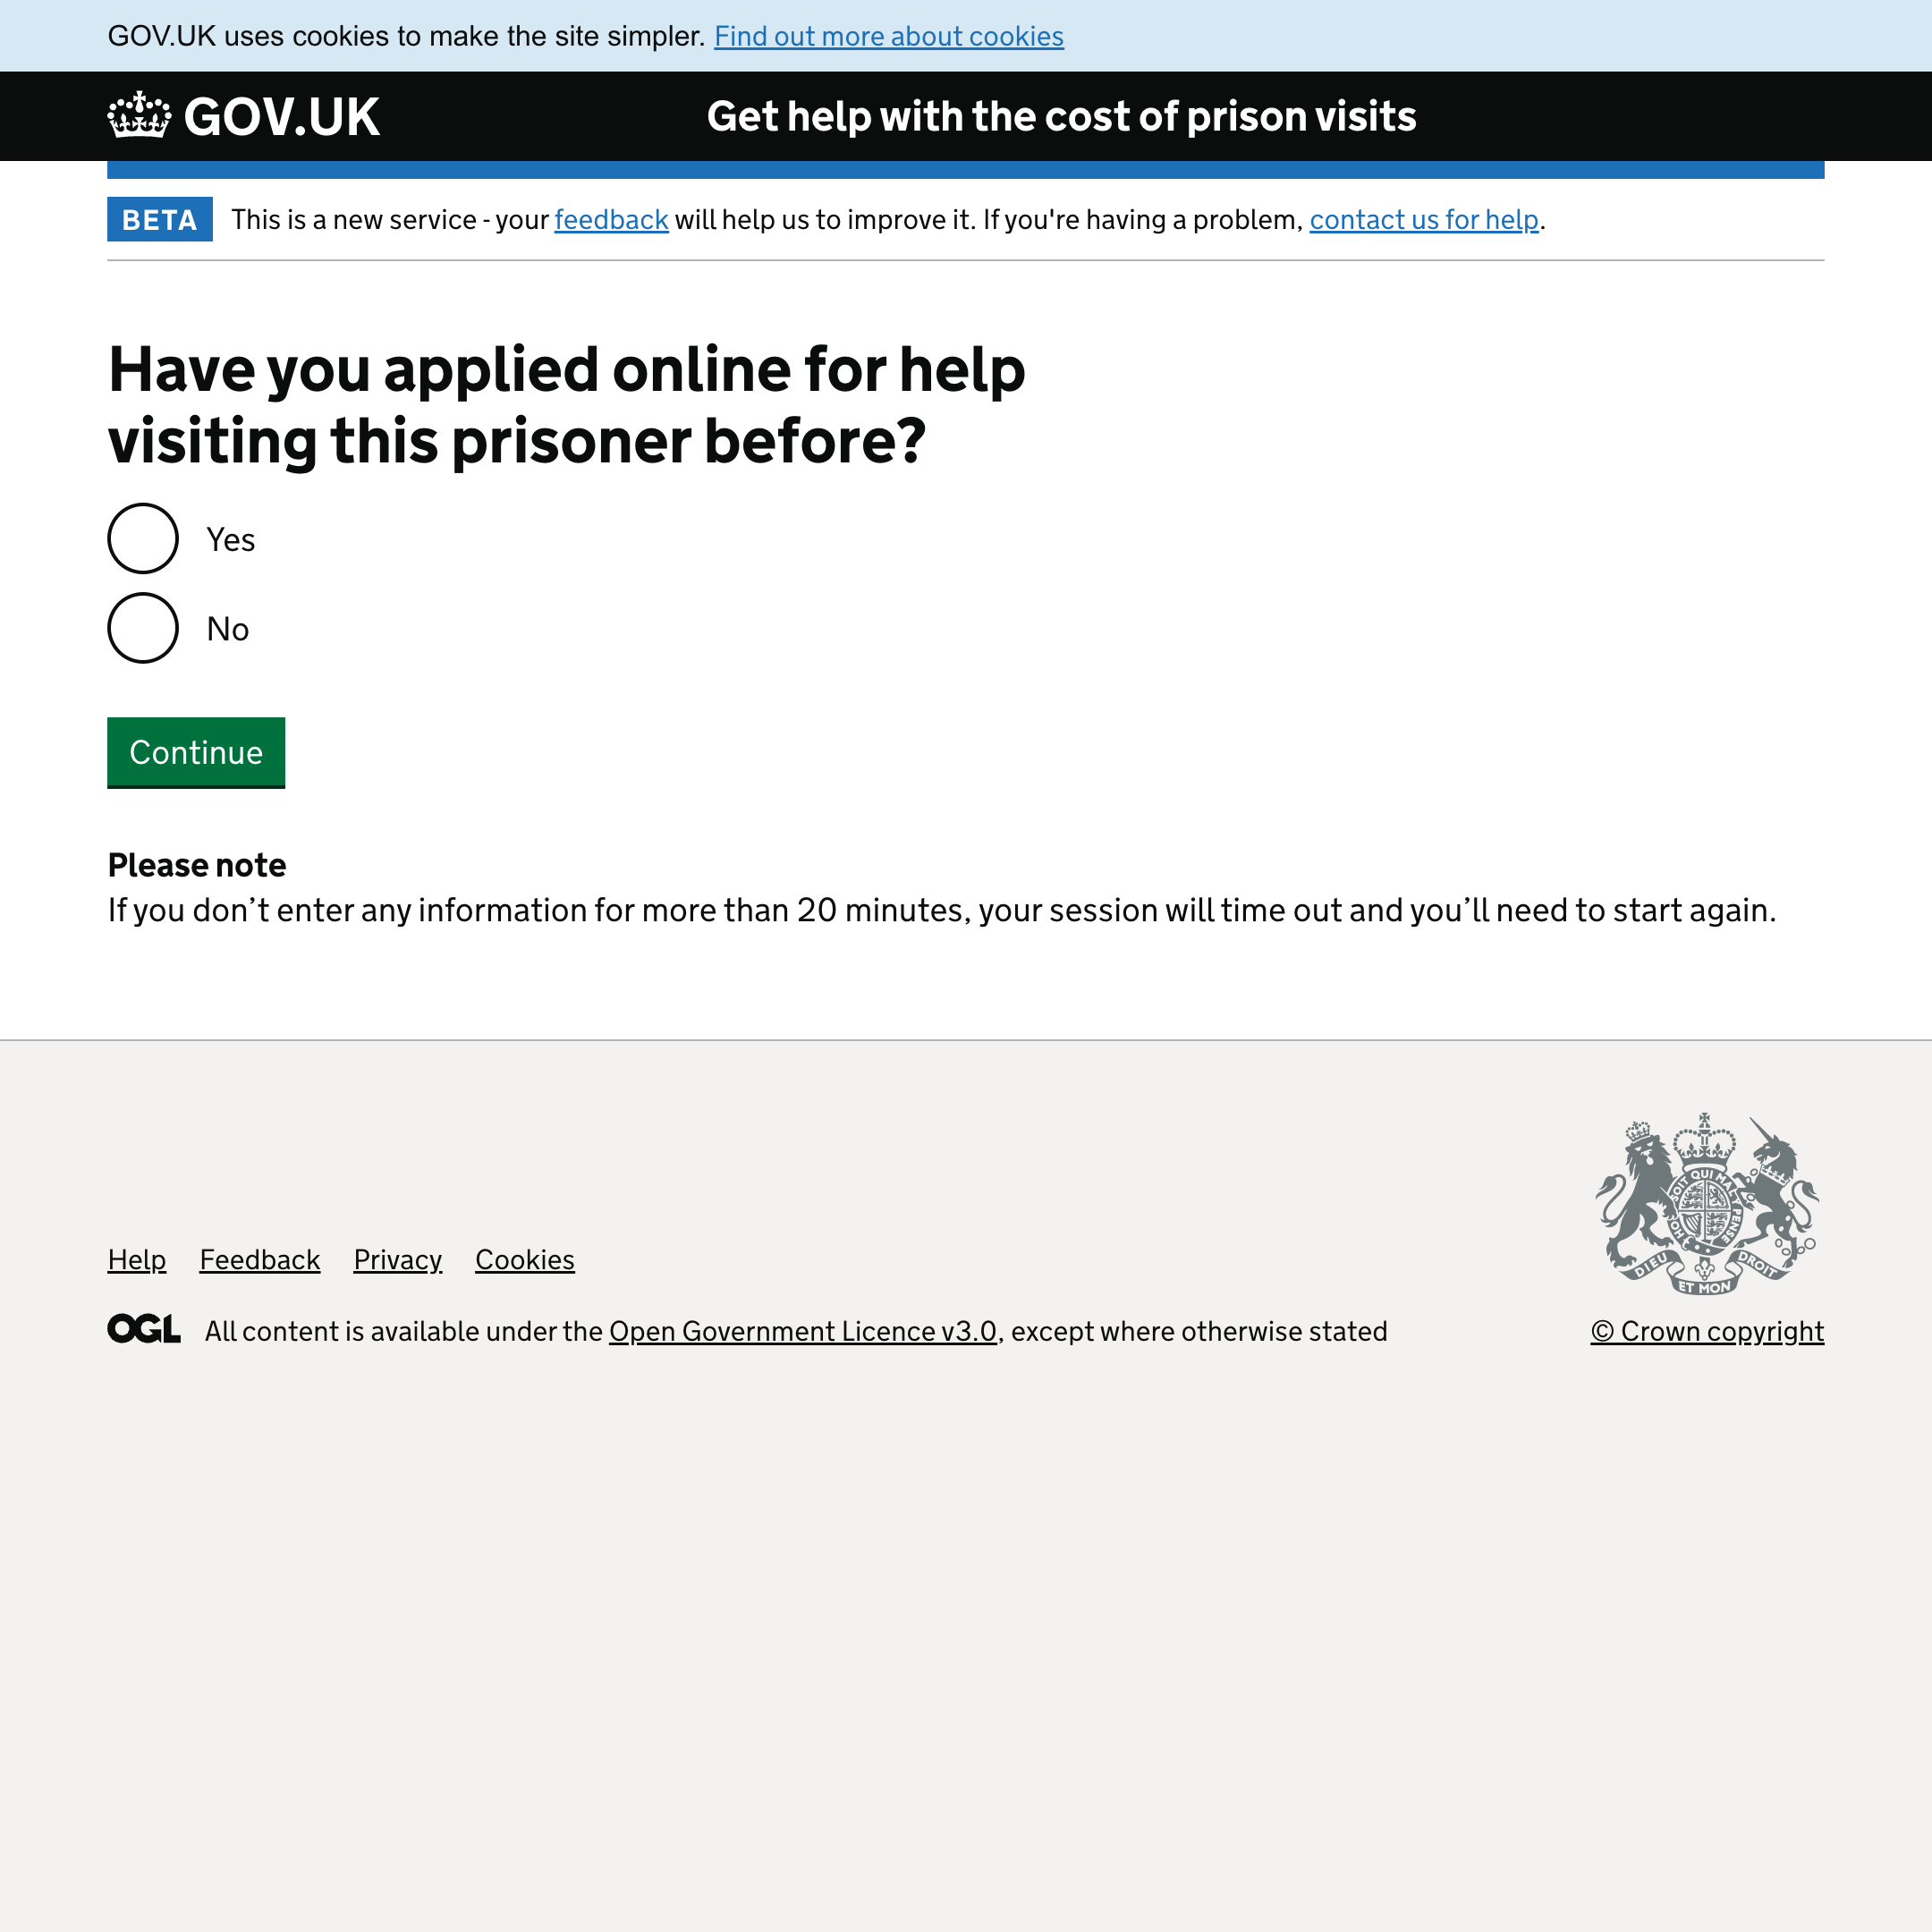 GOV.UK uses cookies to make the site simpler. Find out more about cookies
GOV.UK
Get help with the cost of prison visits
BETA This is a new service - your feedback will help us to improve it. If you're having a problem, contact us for help.
Have you applied online for help
visiting this prisoner before?
Yes
No
Continue
Please note
If you don’t enter any information for more than 20 minutes, your session will time out and you’ll need to start again.
DIEU ET MON DROIT
Help Feedback Privacy Cookies
OGL All content is available under the Open Government Licence v3.0, except where otherwise stated
© Crown copyright